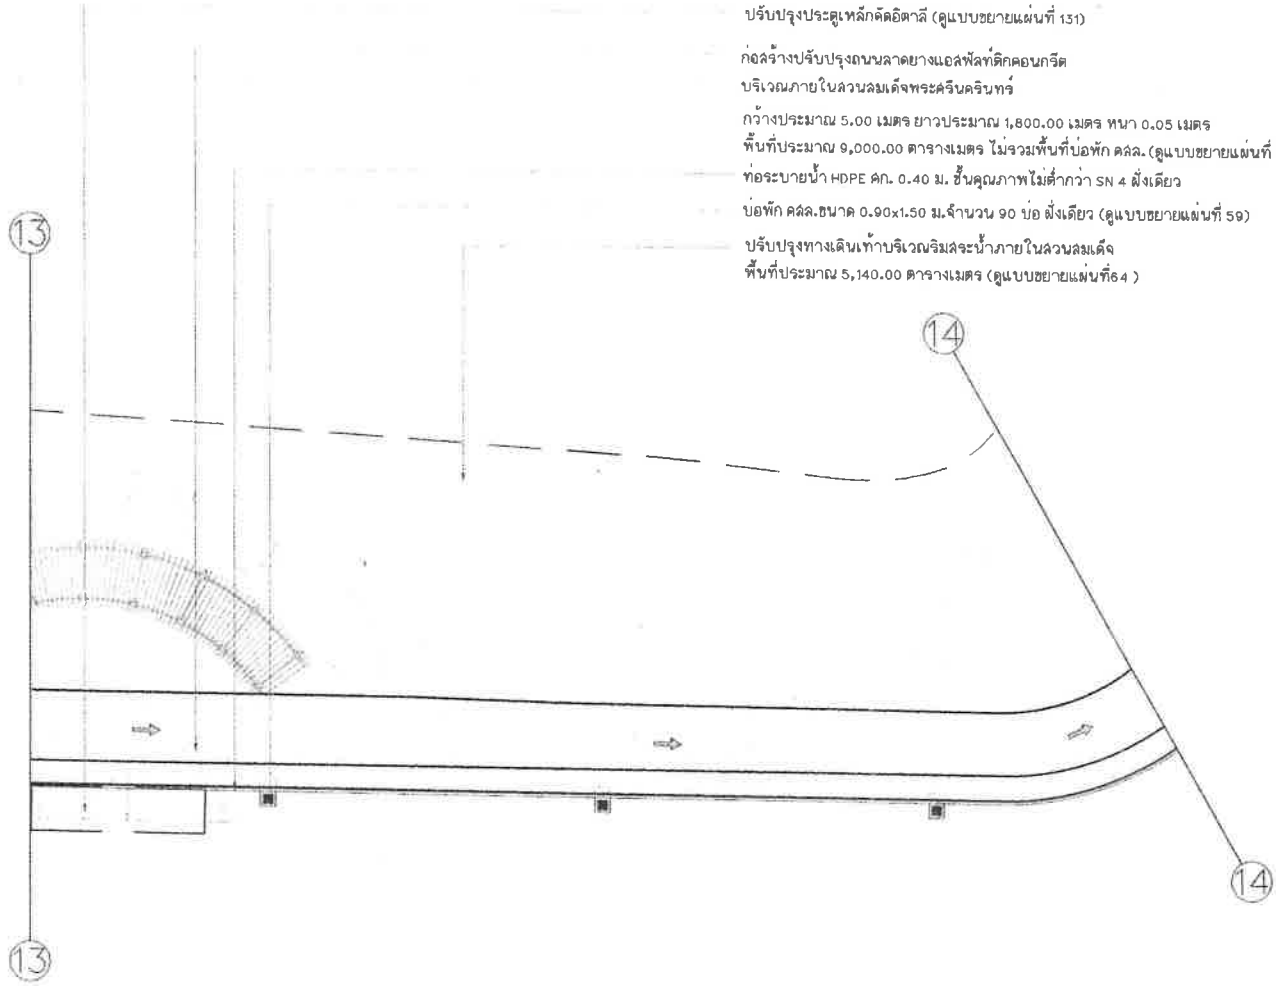 ปรับปรุงประตูเหล็กดัดอิตาลี (ดูแบบขยายแผ่นที่ 131)
ก่อสร้างปรับปรุงถนนลาดยางแอสฟัลท์ติกคอนกรีต
บริเวณภายในสวนสมเด็จพระศรีนครินทร์
กว้างประมาณ 5.00 เมตร ยาวประมาณ 1,800.00 เมตร หนา 0.05 เมตร
พื้นที่ประมาณ 9,000.00 ตารางเมตร ไม่รวมพื้นที่บ่อพัก คสล. (ดูแบบขยายแผ่นที่
ท่อระบายน้ำ HDPE ศก. 0.40 ม. ชั้นคุณภาพไม่ต่ำกว่า SN 4 ฝั่งเดียว
บ่อพัก คสล.ขนาด 0.90x1.50 ม.จำนวน 90 บ่อ ฝั่งเดียว (ดูแบบขยายแผ่นที่ 59)
ปรับปรุงทางเดินเท้าบริเวณริมสระน้ำภายในสวนสมเด็จ
พื้นที่ประมาณ 5,140.00 ตารางเมตร (ดูแบบขยายแผ่นที่64 )
13
14
14
13